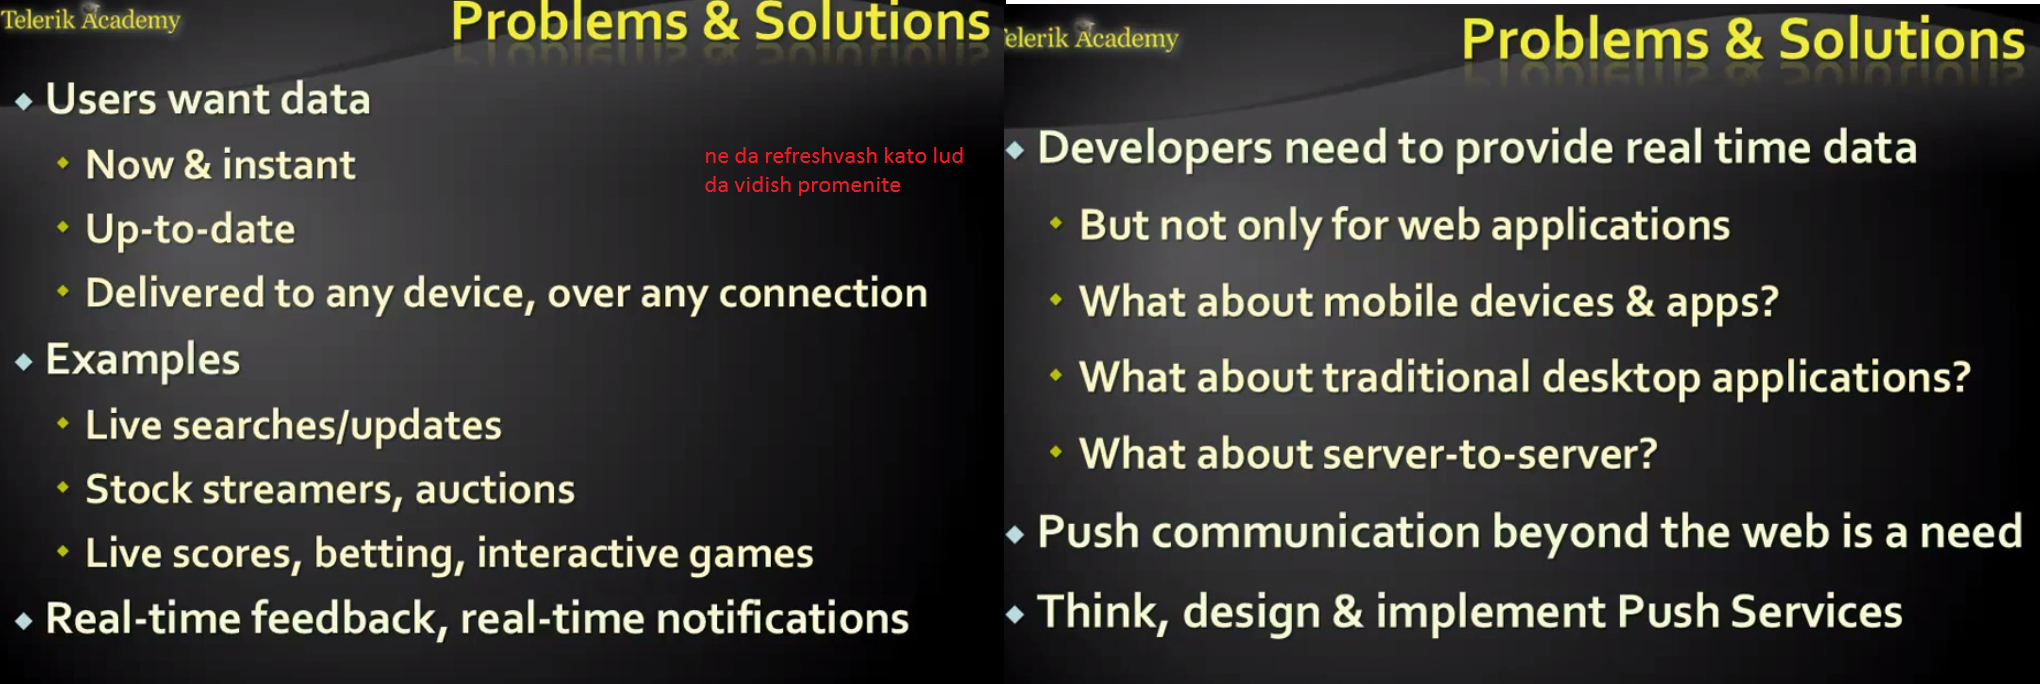 Telerik Academy
Problems & Solutions
Users want data
Now & instant
ne da refreshvash kato lud
da vidish promenite
Up-to-date
Delivered to any device, over any connection
Examples
Live searches/updates
Stock streamers, auctions
Live scores, betting, interactive games
Real-time feedback, real-time notifications
elerik Academy
Problems & Solutions
Developers need to provide real time data
But not only for web applications
What about mobile devices & apps?
What about traditional desktop applications?
What about server-to-server?
Push communication beyond the web is a need
Think, design & implement Push Services